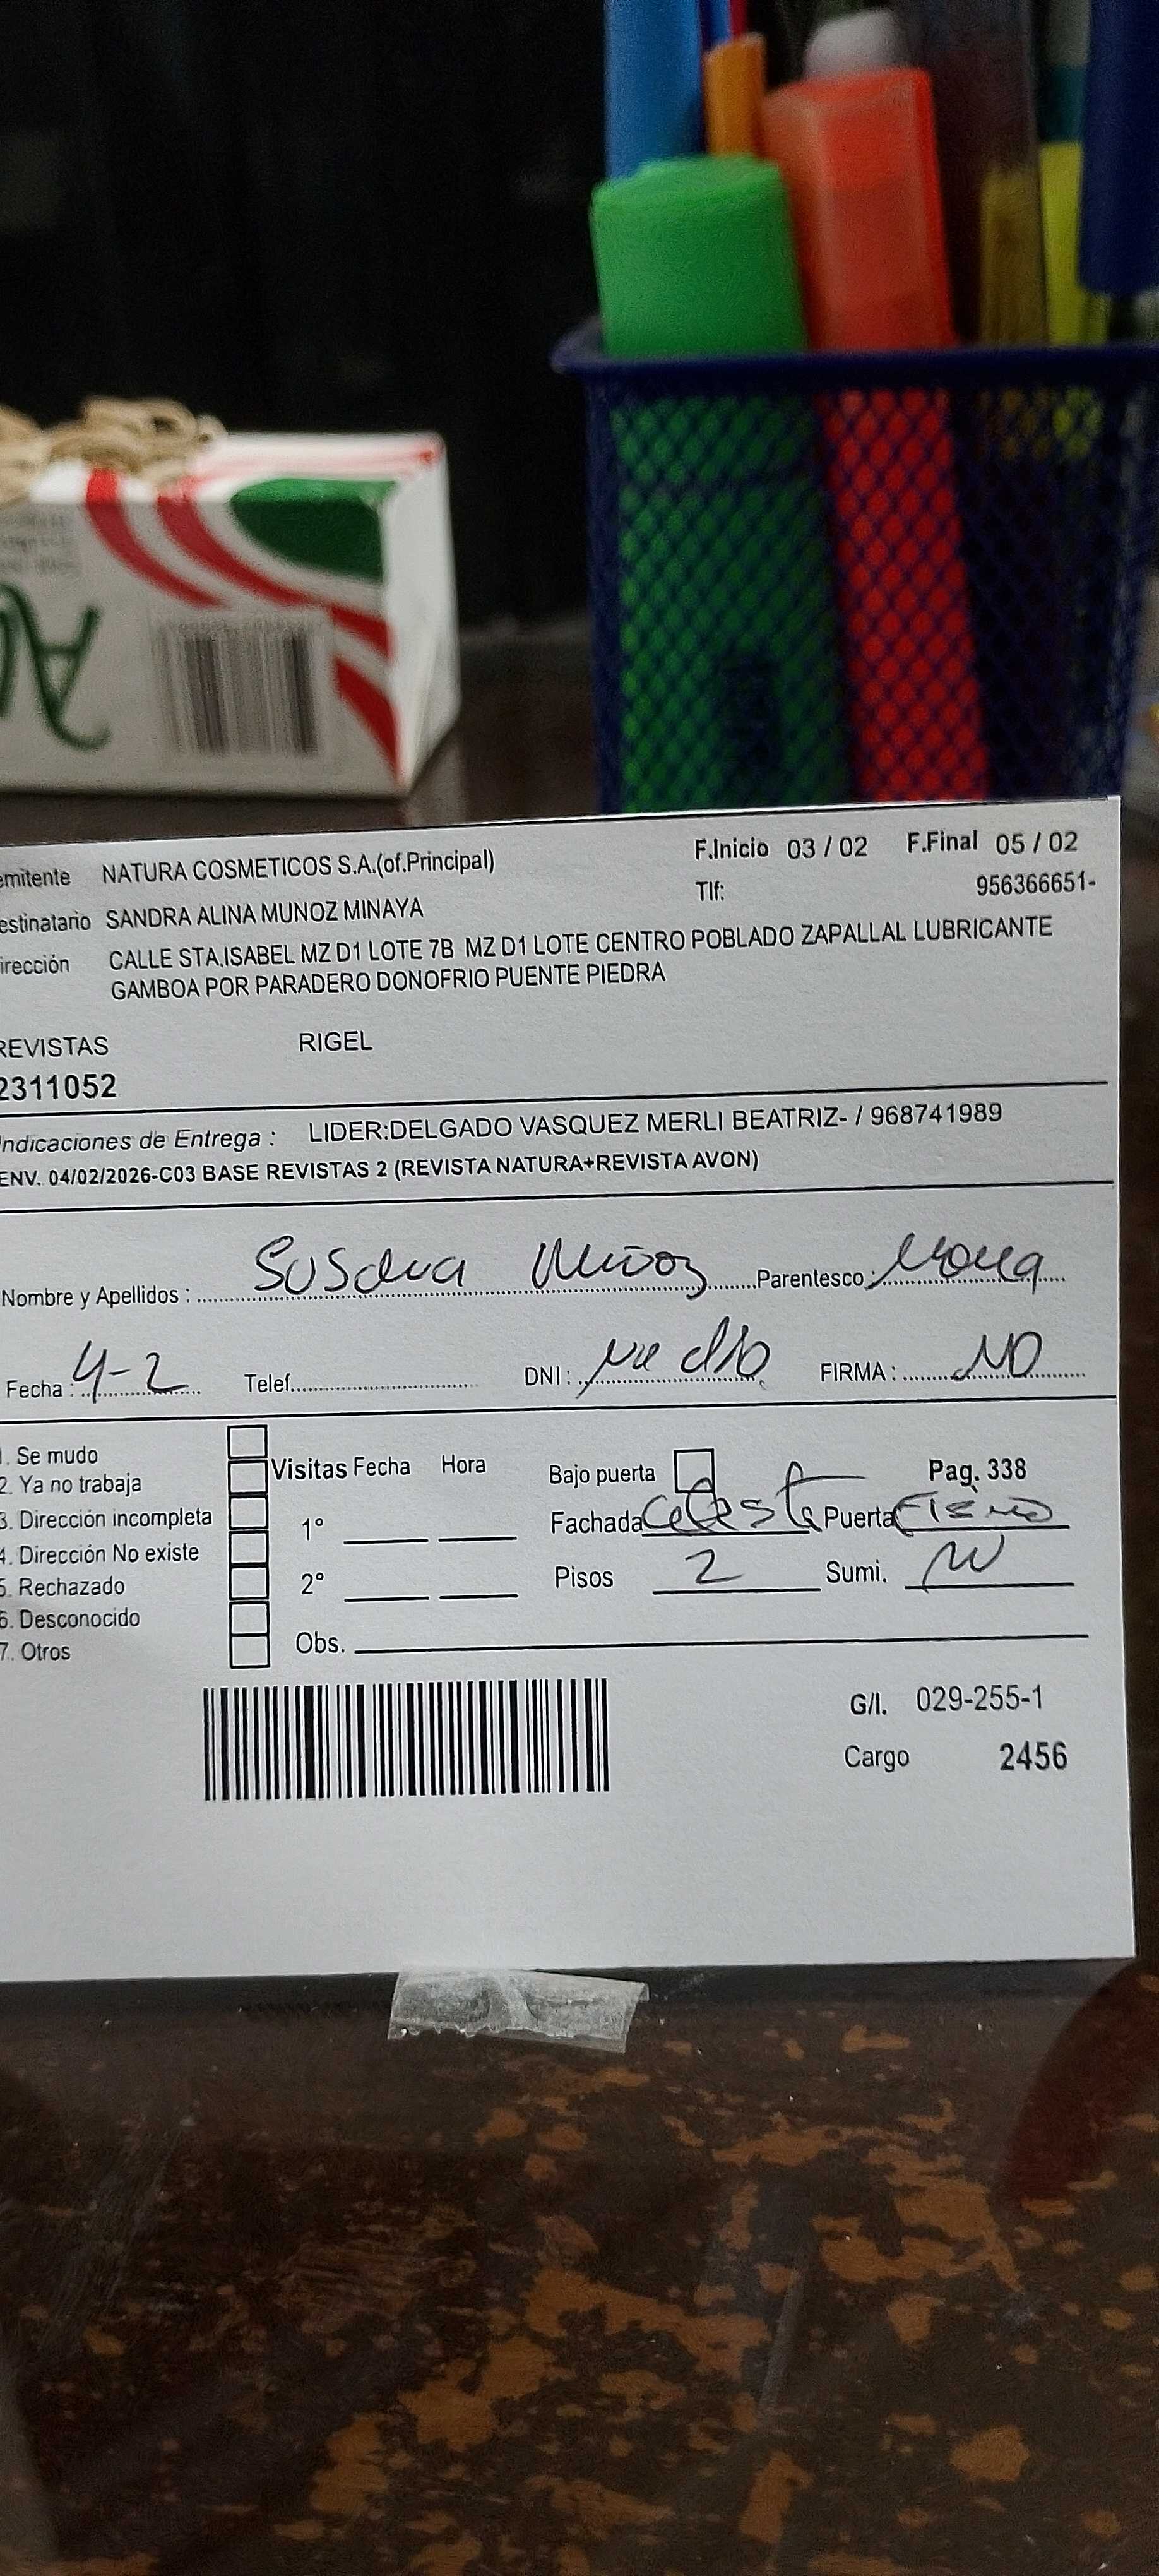 emitente NATURA COSMETICOS S.A.(of.Principal) F.Inicio 03 / 02 F.Final 05 / 02
Tlf: 956366651-
estinatario SANDRA ALINA MUNOZ MINAYA
irección CALLE STA.ISABEL MZ D1 LOTE 7B MZ D1 LOTE CENTRO POBLADO ZAPALLAL LUBRICANTE
GAMBOA POR PARADERO DONOFRIO PUENTE PIEDRA
REVISTAS RIGEL
2311052
Indicaciones de Entrega : LIDER:DELGADO VASQUEZ MERLI BEATRIZ- / 968741989
ENV. 04/02/2026-C03 BASE REVISTAS 2 (REVISTA NATURA+REVISTA AVON)
Nombre y Apellidos : Susana Muñoz Parentesco :
Fecha : 4-2 Telef. DNI : FIRMA : NO
1. Se mudo
2. Ya no trabaja Visitas Fecha Hora Bajo puerta Pag. 338
3. Dirección incompleta 1° Fachada Celeste Puerta Fierro
4. Dirección No existe
5. Rechazado 2° Pisos 2 Sumi.
6. Desconocido
7. Otros Obs.
G/I. 029-255-1
Cargo 2456